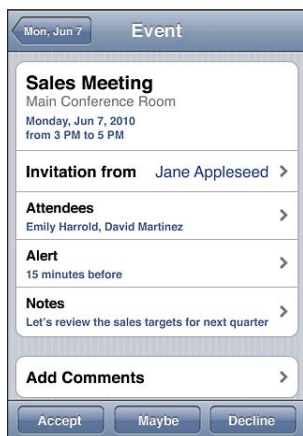 Mon, Jun 7
Event
Sales Meeting
Main Conference Room
Monday, Jun 7, 2010
from 3 PM to 5 PM
Invitation from Jane Appleseed
Attendees
Emily Harrold, David Martinez
Alert
15 minutes before
Notes
Let's review the sales targets for next quarter
Add Comments
Accept Maybe Decline